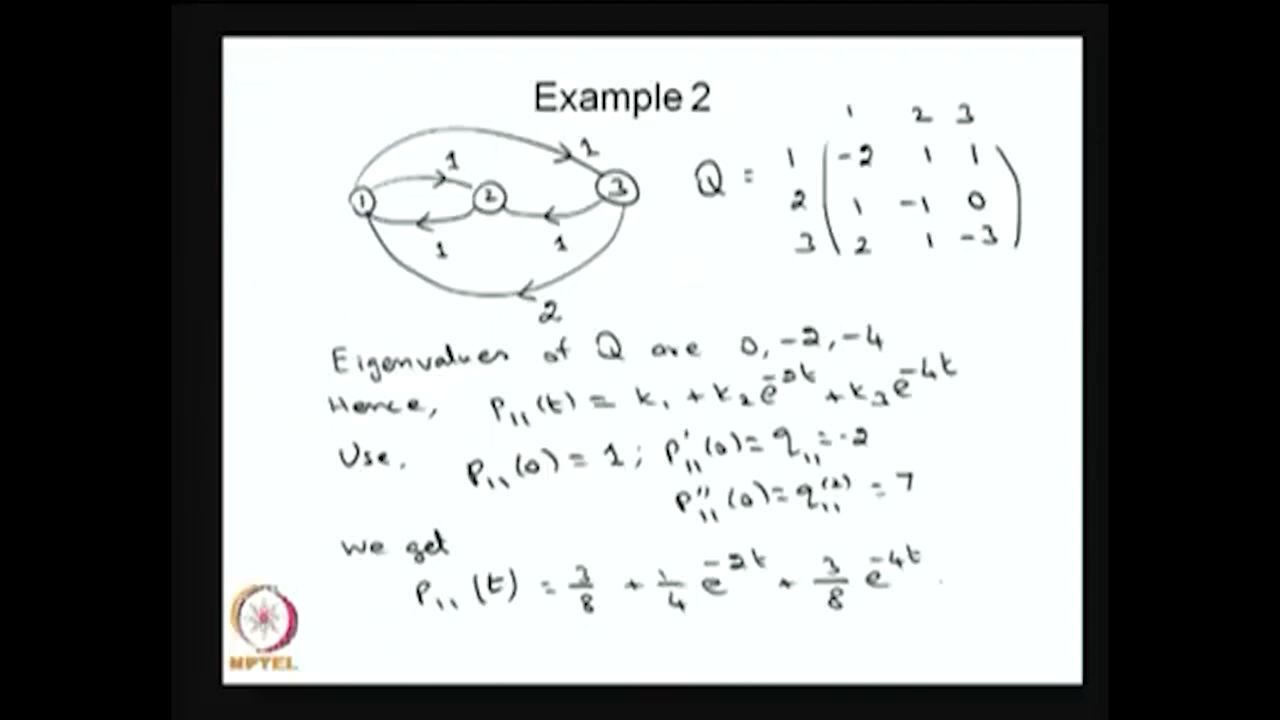 Example 2
1 2 3
Q = 1 ( -2 1 1 )
2 ( 1 -1 0 )
3 ( 2 1 -3 )
1 1
1 2 3
1 1
2
Eigenvalues of Q are 0, -2, -4
Hence, P₁₁(t) = k₁ + k₂ e^{-2t} + k₃ e^{-4t}
Use, P₁₁(0) = 1 ; P'₁₁(0) = q₁₁ = -2
P''₁₁(0) = q₁₁^{(2)} = 7
We get
P₁₁(t) = 3/8 + 1/4 e^{-2t} + 3/8 e^{-4t}
NPTEL